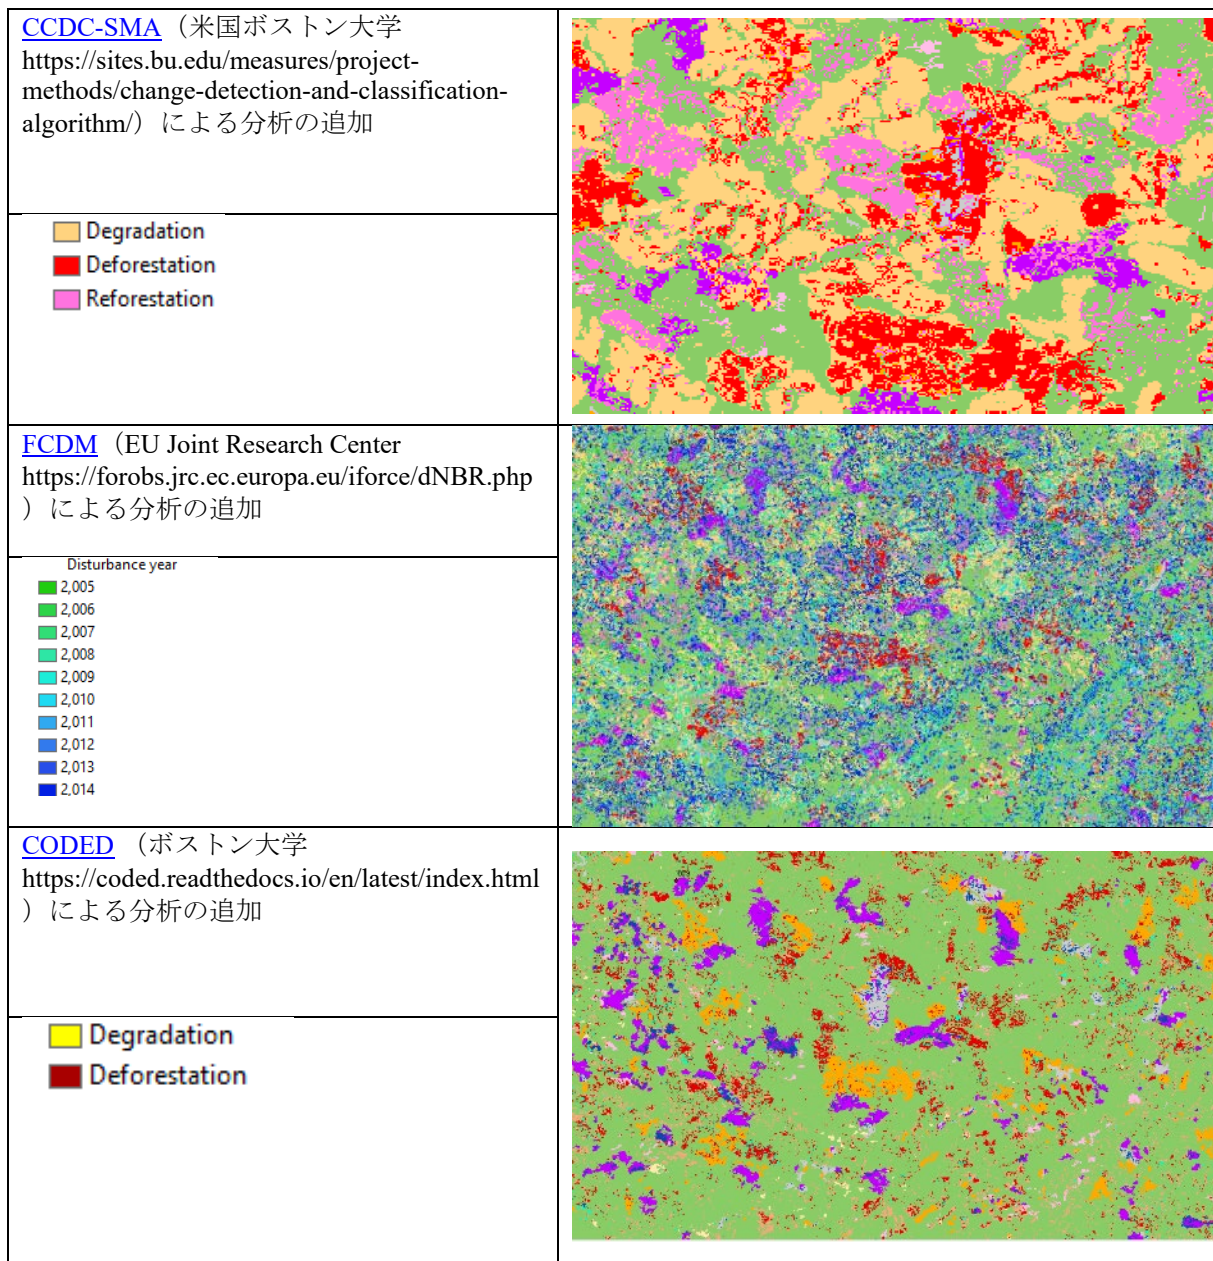 CCDC-SMA（米国ボストン大学
https://sites.bu.edu/measures/project-
methods/change-detection-and-classification-
algorithm/）による分析の追加
Degradation
Deforestation
Reforestation
FCDM（EU Joint Research Center
https://forobs.jrc.ec.europa.eu/iforce/dNBR.php
）による分析の追加
Disturbance year
2,005
2,006
2,007
2,008
2,009
2,010
2,011
2,012
2,013
2,014
CODED （ボストン大学
https://coded.readthedocs.io/en/latest/index.html
）による分析の追加
Degradation
Deforestation